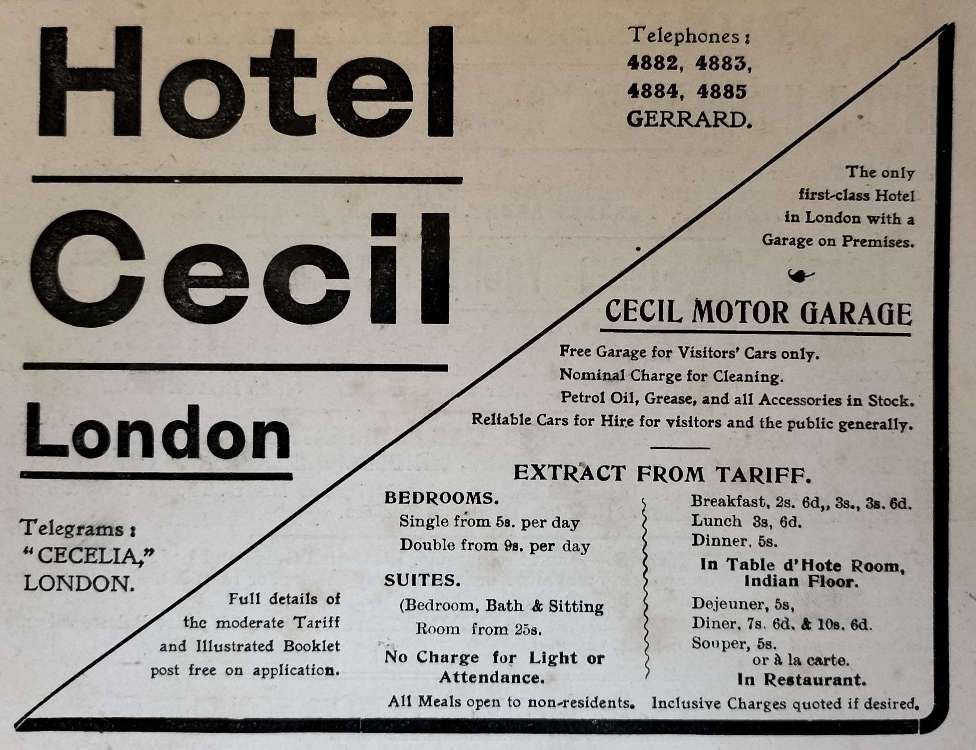 Hotel
Cecil
London
Telephones:
4882, 4883,
4884, 4885
GERRARD.
Telegrams:
"CECELIA,"
LONDON.
The only
first-class Hotel
in London with a
Garage on Premises.
CECIL MOTOR GARAGE
Free Garage for Visitors' Cars only.
Nominal Charge for Cleaning.
Petrol Oil, Grease, and all Accessories in Stock.
Reliable Cars for Hire for visitors and the public generally.
EXTRACT FROM TARIFF.
BEDROOMS.
Single from 5s. per day
Double from 9s. per day
SUITES.
(Bedroom, Bath & Sitting
Room from 25s.
No Charge for Light or
Attendance.
Breakfast, 2s. 6d,, 3s., 3s. 6d.
Lunch 3s, 6d.
Dinner, 5s.
In Table d'Hote Room,
Indian Floor.
Dejeuner, 5s,
Diner, 7s. 6d. & 10s. 6d.
Souper, 5s.
or à la carte.
In Restaurant.
All Meals open to non-residents. Inclusive Charges quoted if desired.
Full details of
the moderate Tariff
and Illustrated Booklet
post free on application.